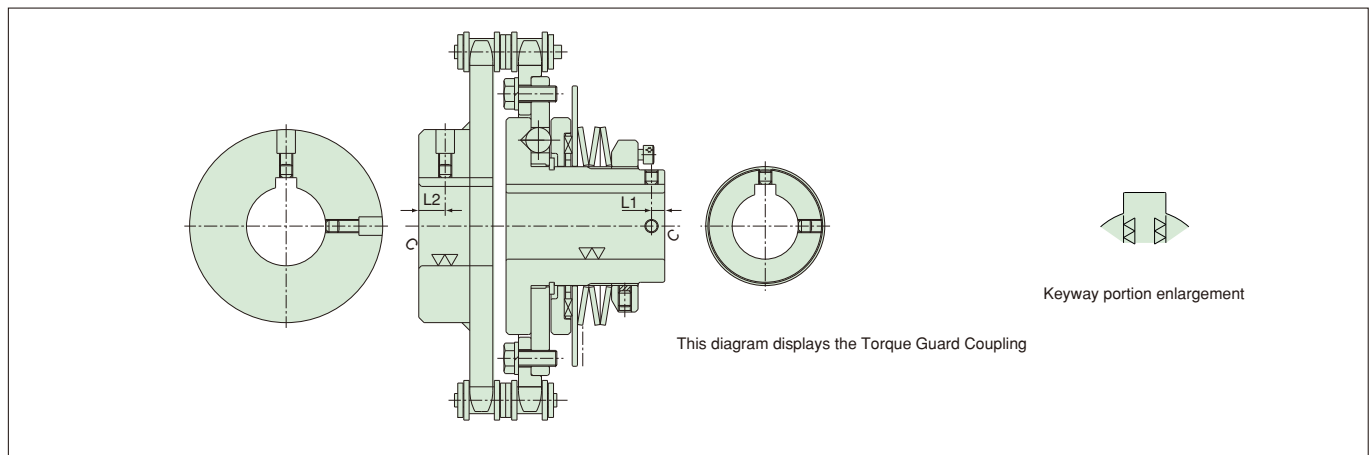 L2
L1
C
C
Keyway portion enlargement
This diagram displays the Torque Guard Coupling